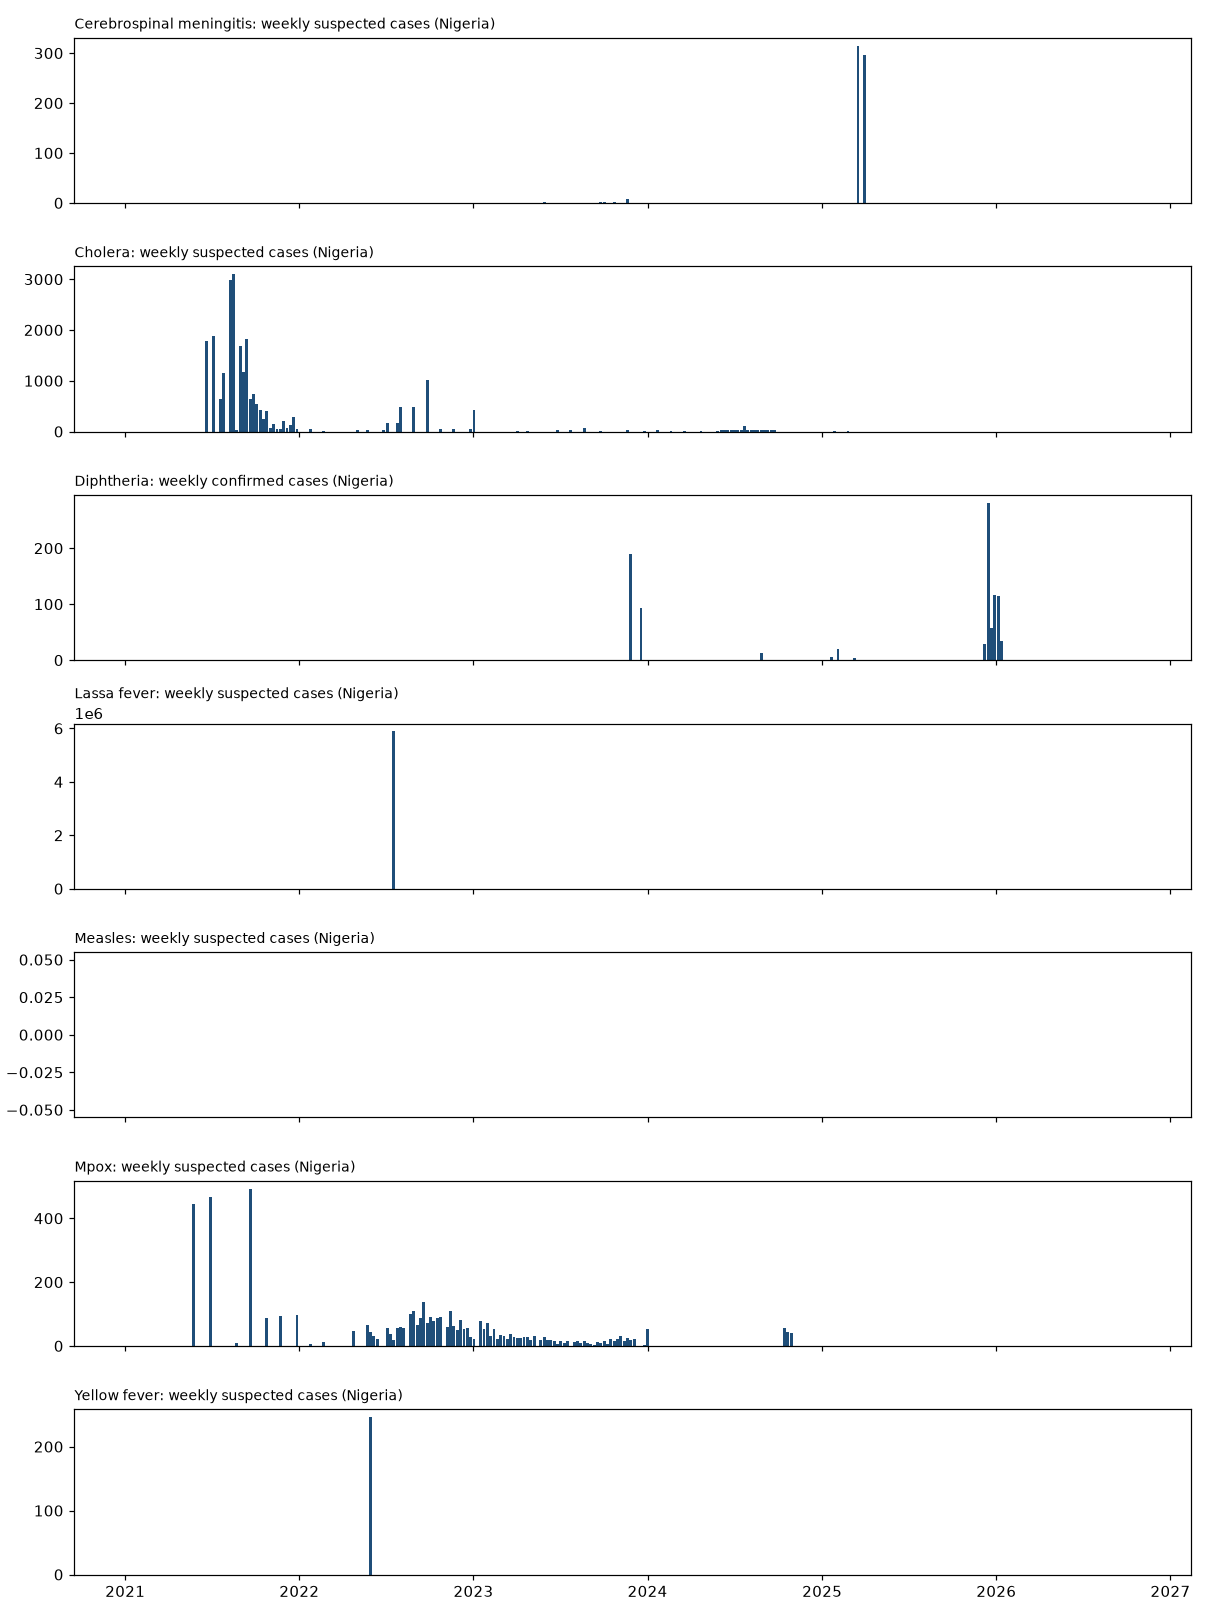 Cerebrospinal meningitis: weekly suspected cases (Nigeria)
300
200
100
0
Cholera: weekly suspected cases (Nigeria)
3000
2000
1000
0
Diphtheria: weekly confirmed cases (Nigeria)
200
100
0
Lassa fever: weekly suspected cases (Nigeria)
1e6
6
4
2
0
Measles: weekly suspected cases (Nigeria)
0.050
0.025
0.000
−0.025
−0.050
Mpox: weekly suspected cases (Nigeria)
400
200
0
Yellow fever: weekly suspected cases (Nigeria)
200
100
0
2021 2022 2023 2024 2025 2026 2027